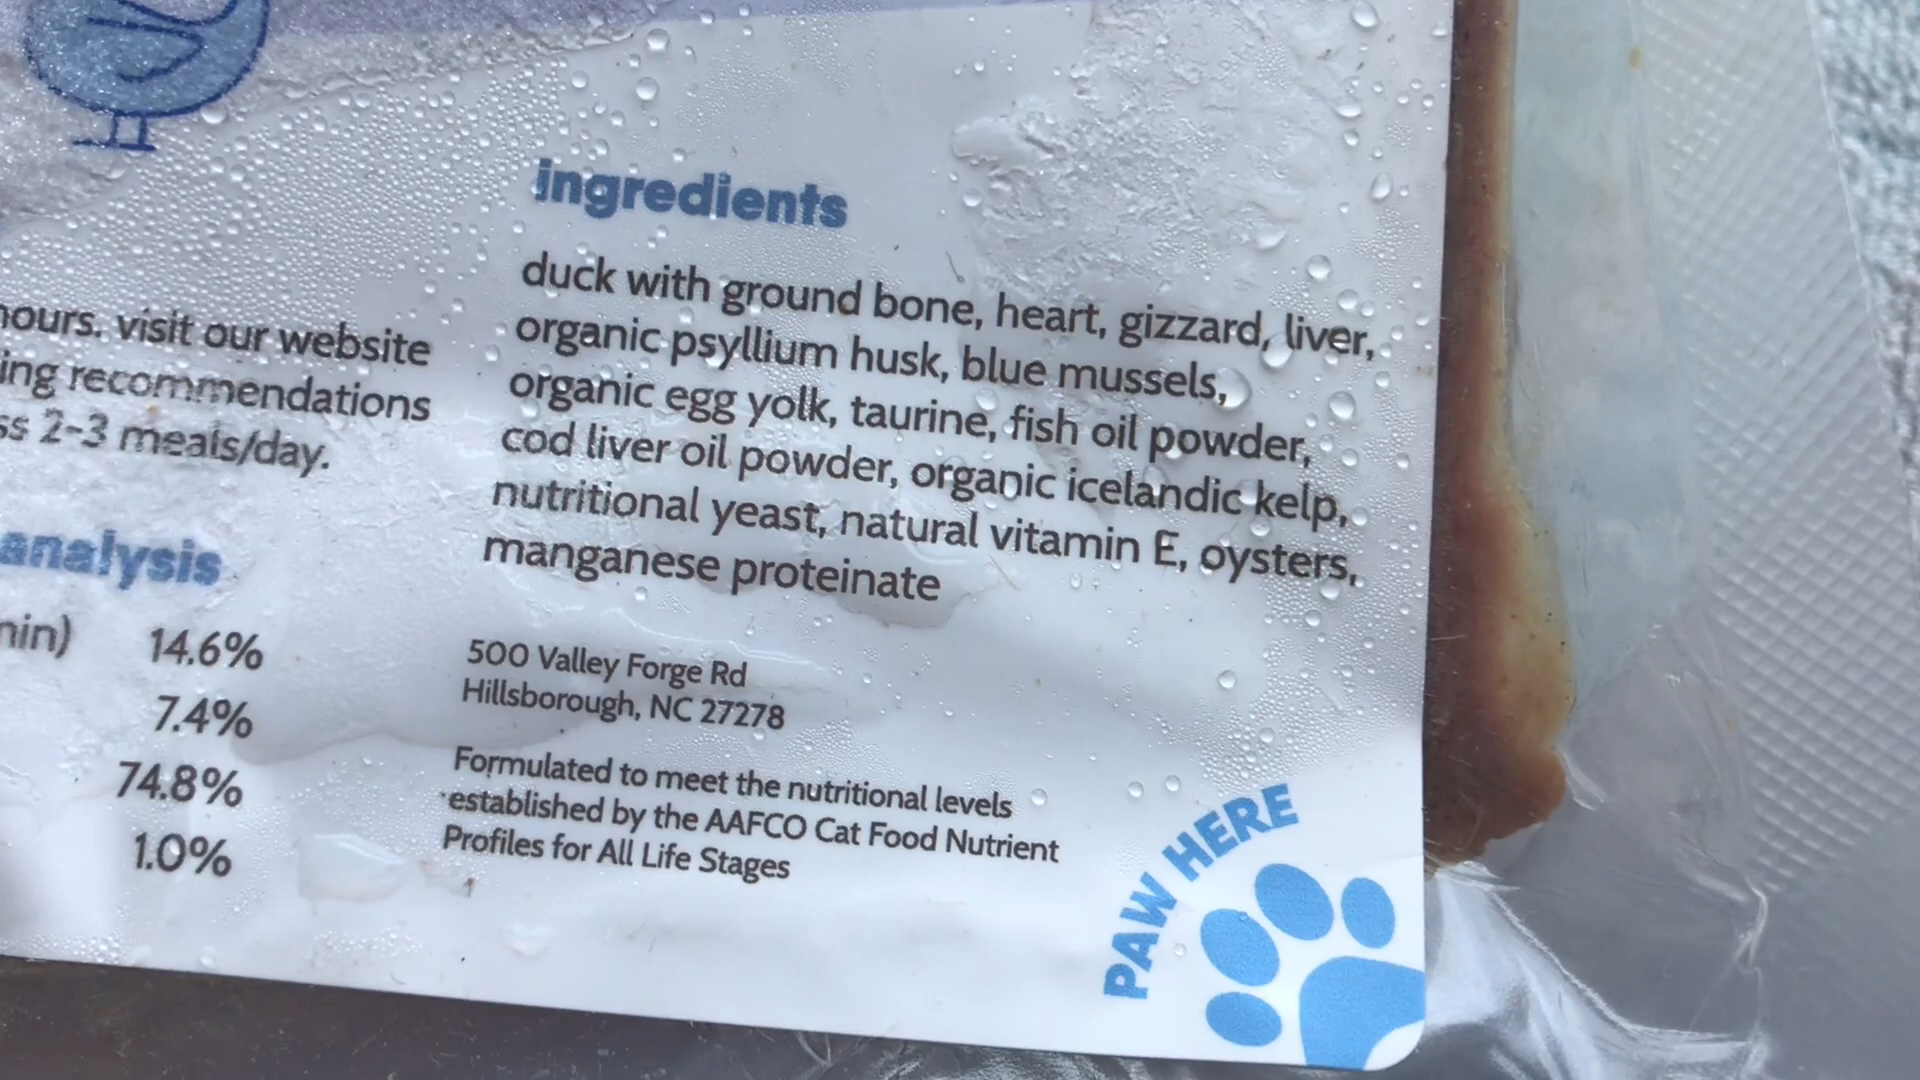 ingredients
duck with ground bone, heart, gizzard, liver,
organic psyllium husk, blue mussels,
organic egg yolk, taurine, fish oil powder,
cod liver oil powder, organic icelandic kelp,
nutritional yeast, natural vitamin E, oysters,
manganese proteinate
500 Valley Forge Rd
Hillsborough, NC 27278
Formulated to meet the nutritional levels
established by the AAFCO Cat Food Nutrient
Profiles for All Life Stages
PAW HERE
visit our website
recommendations
2-3 meals/day.
analysis
14.6%
7.4%
74.8%
1.0%